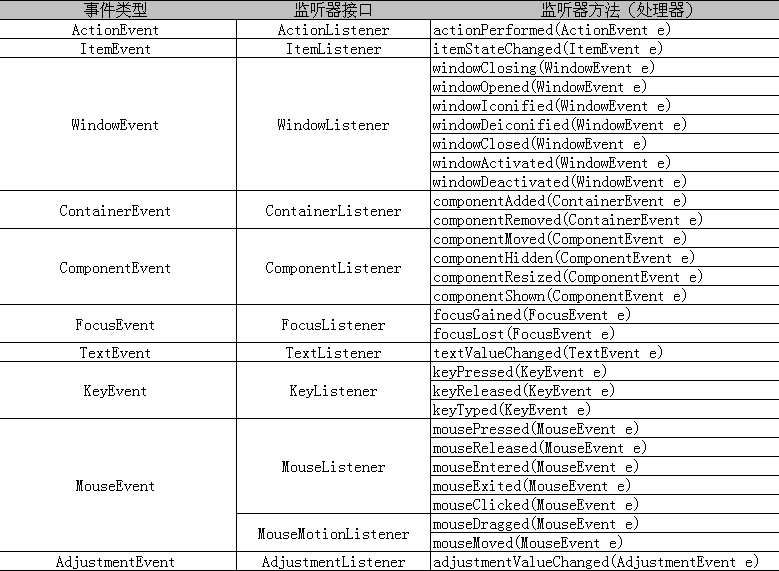 事件类型 监听器接口 监听器方法（处理器）
ActionEvent ActionListener actionPerformed(ActionEvent e)
ItemEvent ItemListener itemStateChanged(ItemEvent e)
WindowEvent WindowListener windowClosing(WindowEvent e)
windowOpened(WindowEvent e)
windowIconified(WindowEvent e)
windowDeiconified(WindowEvent e)
windowClosed(WindowEvent e)
windowActivated(WindowEvent e)
windowDeactivated(WindowEvent e)
ContainerEvent ContainerListener componentAdded(ContainerEvent e)
componentRemoved(ContainerEvent e)
ComponentEvent ComponentListener componentMoved(ComponentEvent e)
componentHidden(ComponentEvent e)
componentResized(ComponentEvent e)
componentShown(ComponentEvent e)
FocusEvent FocusListener focusGained(FocusEvent e)
focusLost(FocusEvent e)
TextEvent TextListener textValueChanged(TextEvent e)
KeyEvent KeyListener keyPressed(KeyEvent e)
keyReleased(KeyEvent e)
keyTyped(KeyEvent e)
MouseEvent MouseListener mousePressed(MouseEvent e)
mouseReleased(MouseEvent e)
mouseEntered(MouseEvent e)
mouseExited(MouseEvent e)
mouseClicked(MouseEvent e)
MouseMotionListener mouseDragged(MouseEvent e)
mouseMoved(MouseEvent e)
AdjustmentEvent AdjustmentListener adjustmentValueChanged(AdjustmentEvent e)